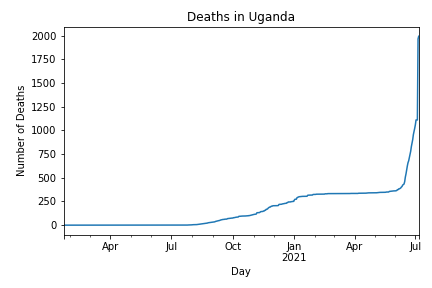 Deaths in Uganda
Number of Deaths
2000
1750
1500
1250
1000
750
500
250
0
Apr
Jul
Oct
Jan
2021
Apr
Jul
Day